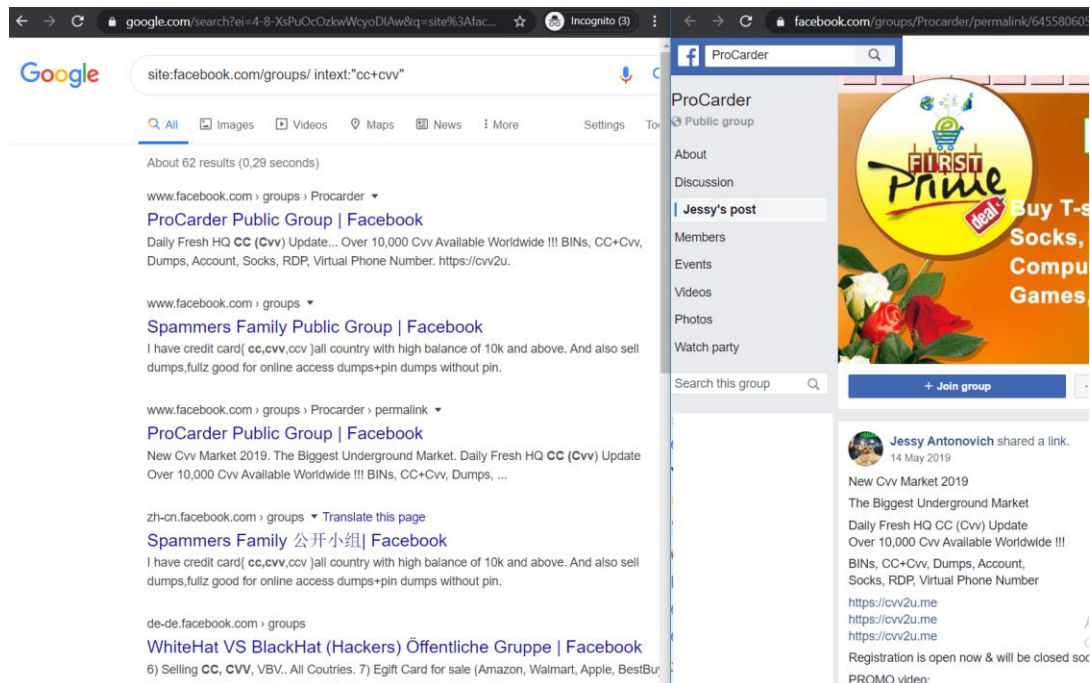 google.com/search?ei=4-8-XsPuOcOzkwWcyoDIAw&q=site%3Afac...
Incognito (3)
Google
site:facebook.com/groups/ intext:"cc+cvv"
All Images Videos Maps News More Settings
About 62 results (0,29 seconds)
www.facebook.com › groups › Procarder
ProCarder Public Group | Facebook
Daily Fresh HQ CC (Cvv) Update... Over 10,000 Cvv Available Worldwide !!! BINs, CC+Cvv,
Dumps, Account, Socks, RDP, Virtual Phone Number. https://cvv2u.
www.facebook.com › groups
Spammers Family Public Group | Facebook
I have credit card{ cc,cvv,ccv }all country with high balance of 10k and above. And also sell
dumps,fullz good for online access dumps+pin dumps without pin.
www.facebook.com › groups › Procarder › permalink
ProCarder Public Group | Facebook
New Cvv Market 2019. The Biggest Underground Market. Daily Fresh HQ CC (Cvv) Update
Over 10,000 Cvv Available Worldwide !!! BINs, CC+Cvv, Dumps, ...
zh-cn.facebook.com › groups Translate this page
Spammers Family 公开小组| Facebook
I have credit card{ cc,cvv,ccv }all country with high balance of 10k and above. And also sell
dumps,fullz good for online access dumps+pin dumps without pin.
de-de.facebook.com › groups
WhiteHat VS BlackHat (Hackers) Öffentliche Gruppe | Facebook
6) Selling CC, CVV, VBV.. All Coutries. 7) Egift Card for sale (Amazon, Walmart, Apple,
facebook.com/groups/Procarder/permalink/64558060
ProCarder
ProCarder
Public group
About
Discussion
Jessy's post
Members
Events
Videos
Photos
Watch party
Search this group
FIRST
Prime
deal
Buy
Socks,
Games,
+ Join group
Jessy Antonovich shared a link.
14 May 2019
New Cvv Market 2019
The Biggest Underground Market
Daily Fresh HQ CC (Cvv) Update
Over 10,000 Cvv Available Worldwide !!!
BINs, CC+Cvv, Dumps, Account,
Socks, RDP, Virtual Phone Number
https://cvv2u.me
https://cvv2u.me
https://cvv2u.me
Registration is open now & will be closed
PROMO video: